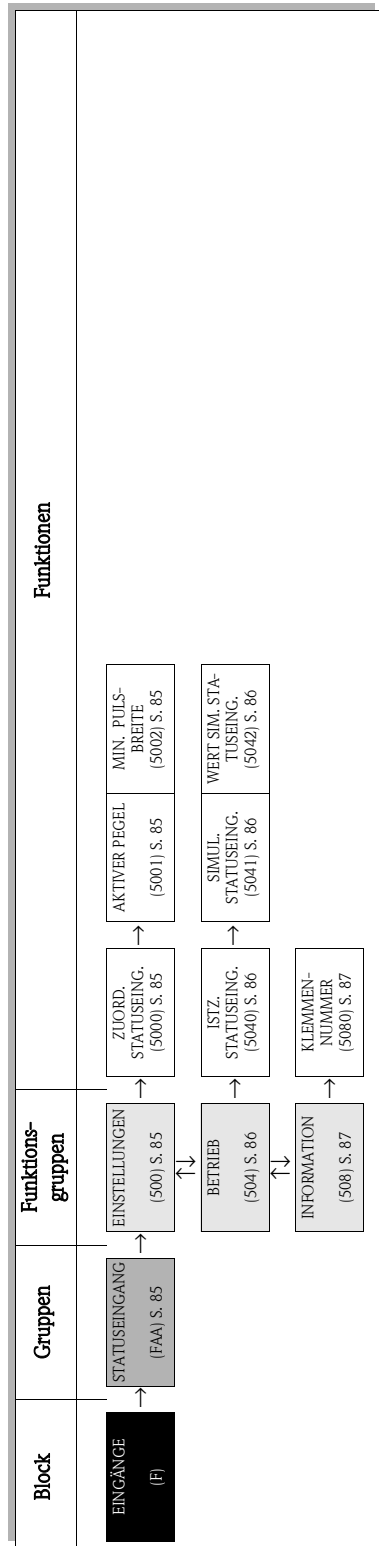 Block
Gruppen
Funktions-
gruppen
Funktionen
EINGÄNGE
(F)
STATUSEINGANG
(FAA) S. 85
EINSTELLUNGEN
(500) S. 85
ZUORD.
STATUSEING.
(5000) S. 85
AKTIVER PEGEL
(5001) S. 85
MIN. PULS-
BREITE
(5002) S. 85
BETRIEB
(504) S. 86
ISTZ.
STATUSEING.
(5040) S. 86
SIMUL.
STATUSEING.
(5041) S. 86
WERT SIM. STA-
TUSEING.
(5042) S. 86
INFORMATION
(508) S. 87
KLEMMEN-
NUMMER
(5080) S. 87